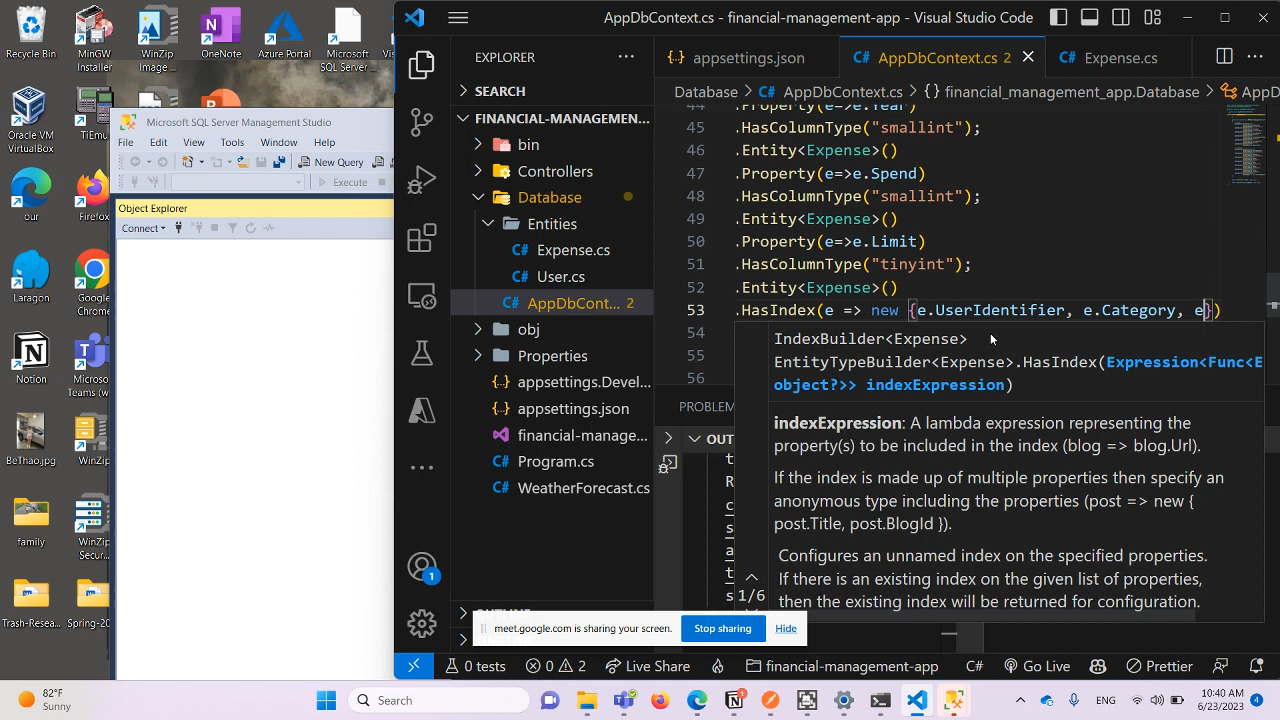 Recycle Bin
MinGW Installer
WinZip Image ...
OneNote
Azure Portal
Microsoft SQL Server ...
Oracle VM VirtualBox
TiEmu
our
Firefox
Laragon
Google
Notion
Micros Teams
BeThao.jpg
WinZip
family
WinZip Secur...
Trash-Resea...
Spring-20
Microsoft SQL Server Management Studio
File Edit View Tools Window Help
New Query
Execute
Object Explorer
Connect
AppDbContext.cs - financial-management-app - Visual Studio Code
EXPLORER
SEARCH
FINANCIAL-MANAGEMEN...
bin
Controllers
Database
Entities
C# Expense.cs
C# User.cs
C# AppDbCont... 2
obj
Properties
{} appsettings.Devel...
{} appsettings.json
financial-manage...
C# Program.cs
C# WeatherForecast.cs
{} appsettings.json
C# AppDbContext.cs 2
C# Expense.cs
Database > C# AppDbContext.cs > {} financial_management_app.Database > AppD
44 .Property(e=>e.Year)
45 .HasColumnType("smallint");
46 .Entity<Expense>()
47 .Property(e=>e.Spend)
48 .HasColumnType("smallint");
49 .Entity<Expense>()
50 .Property(e=>e.Limit)
51 .HasColumnType("tinyint");
52 .Entity<Expense>()
53 .HasIndex(e => new {e.UserIdentifier, e.Category, e})
54
55
56
IndexBuilder<Expense>
EntityTypeBuilder<Expense>.HasIndex(Expression<Func<E
object?>> indexExpression)
indexExpression: A lambda expression representing the
property(s) to be included in the index (blog => blog.Url).
If the index is made up of multiple properties then specify an
anonymous type including the properties (post => new {
post.Title, post.BlogId }).
Configures an unnamed index on the specified properties.
If there is an existing index on the given list of properties,
then the existing index will be returned for configuration.
1/6
PROBLEM
OUT
meet.google.com is sharing your screen. Stop sharing Hide
1
0 tests 0 2 Live Share financial-management-app C# Go Live Prettier
82°F
Sunny
Search
ENG
10:40 AM
6/23/2023
4